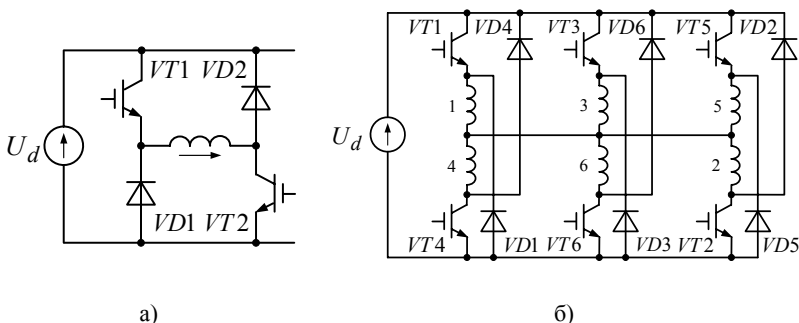 VT1 VD2
U_d
VD1 VT2
а)
VT1 VD4 VT3 VD6 VT5 VD2
1 3 5
U_d
4 6 2
VT4 VD1 VT6 VD3 VT2 VD5
б)